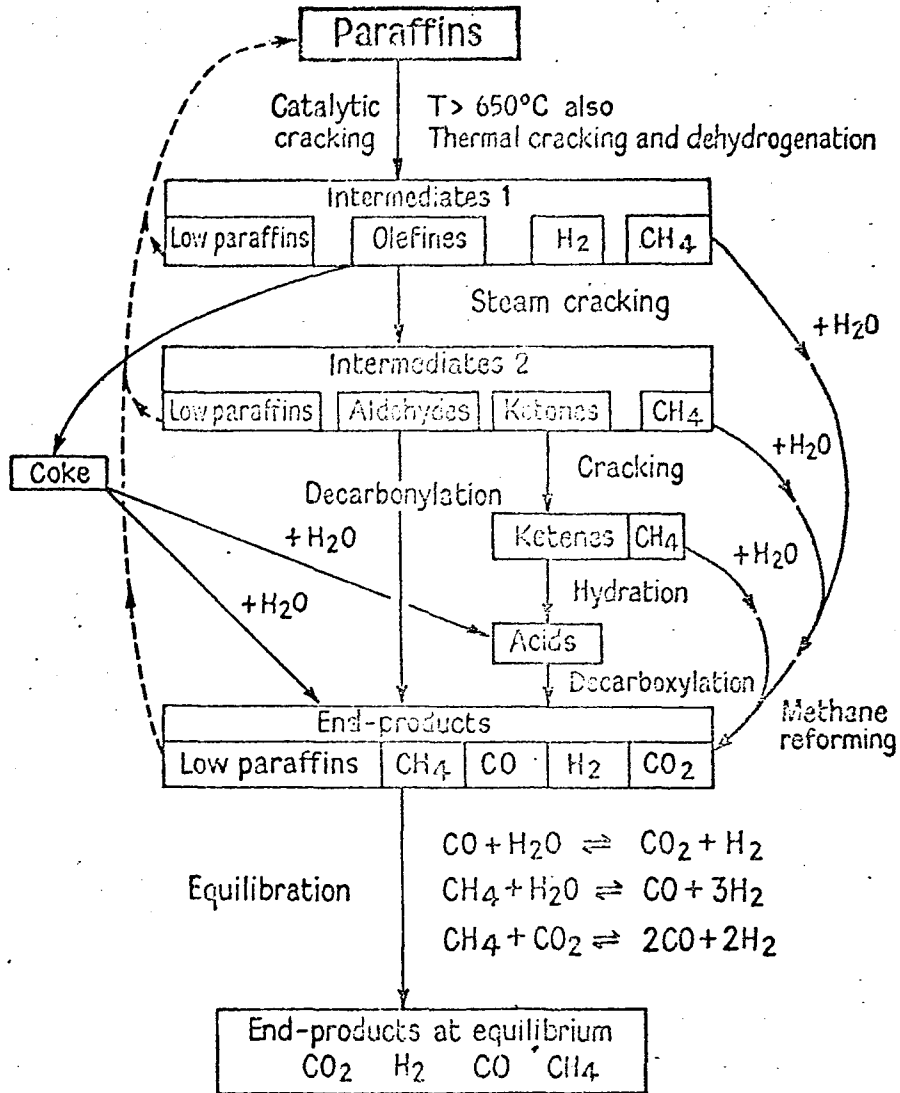 Paraffins
Catalytic
cracking
T> 650°C also
Thermal cracking and dehydrogenation
Intermediates 1
Low paraffins
Olefines
H₂
CH₄
Steam cracking
+H₂O
Intermediates 2
Low paraffins
Aldehydes
Ketones
CH₄
+H₂O
Coke
Decarbonylation
Cracking
+H₂O
Ketenes
CH₄
+H₂O
+H₂O
Hydration
Acids
Decarboxylation
Methane
reforming
End-products
Low paraffins
CH₄
CO
H₂
CO₂
CO+H₂O ⇌ CO₂+H₂
Equilibration
CH₄+H₂O ⇌ CO+3H₂
CH₄+CO₂ ⇌ 2CO+2H₂
End-products at equilibrium
CO₂ H₂ CO CH₄